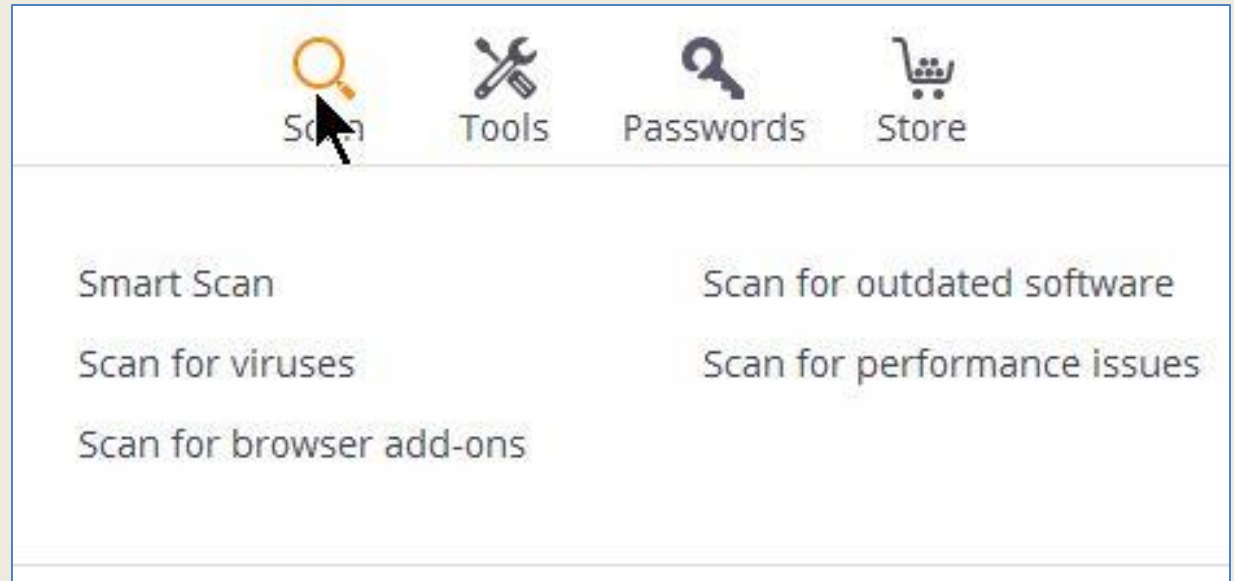 Scan Tools Passwords Store
Smart Scan
Scan for viruses
Scan for browser add-ons
Scan for outdated software
Scan for performance issues